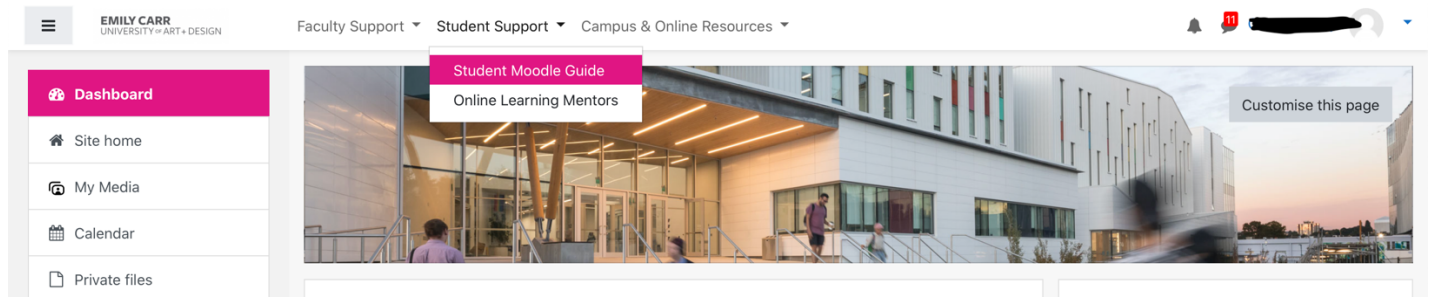 EMILY CARR
UNIVERSITY OF ART + DESIGN
Faculty Support
Student Support
Campus & Online Resources
11
Student Moodle Guide
Online Learning Mentors
Customise this page
Dashboard
Site home
My Media
Calendar
Private files